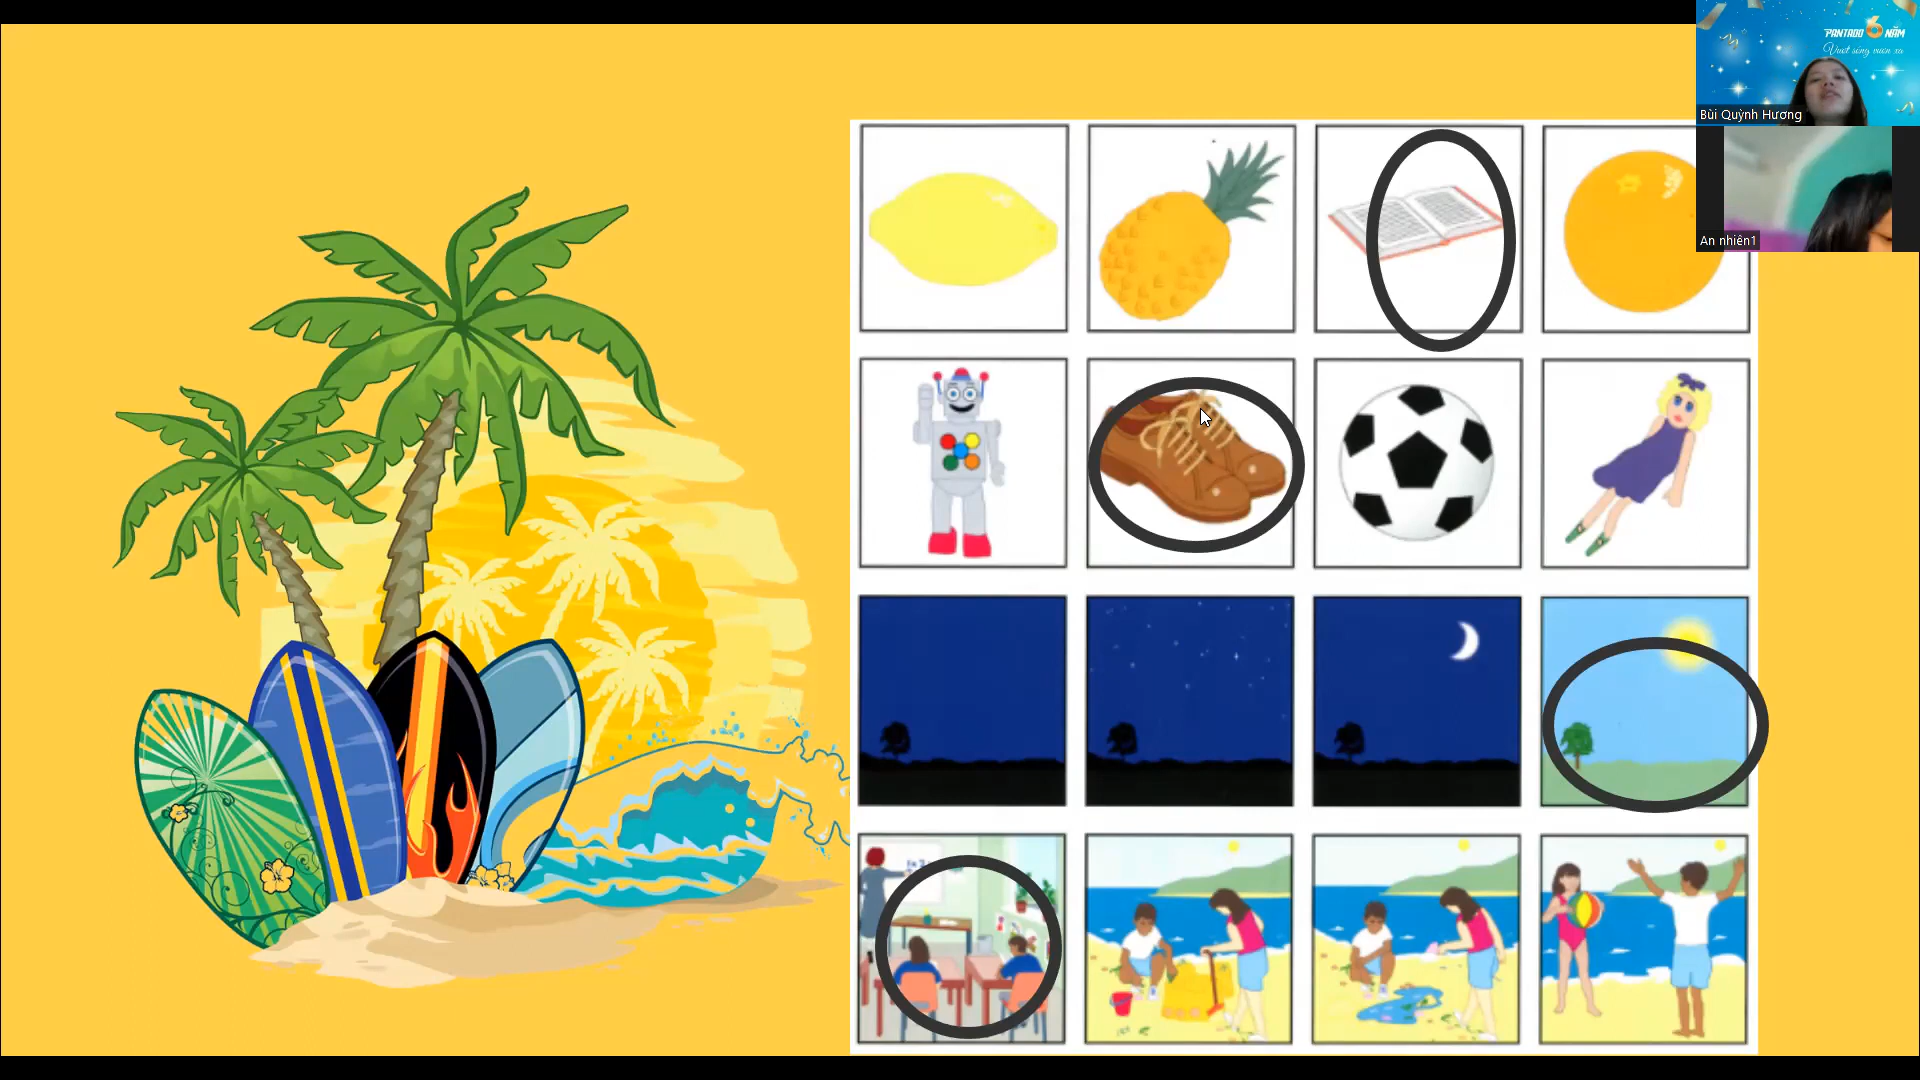 PANTADO 6 NĂM
Vượt sóng vươn xa
Bùi Quỳnh Hương
An nhiên1